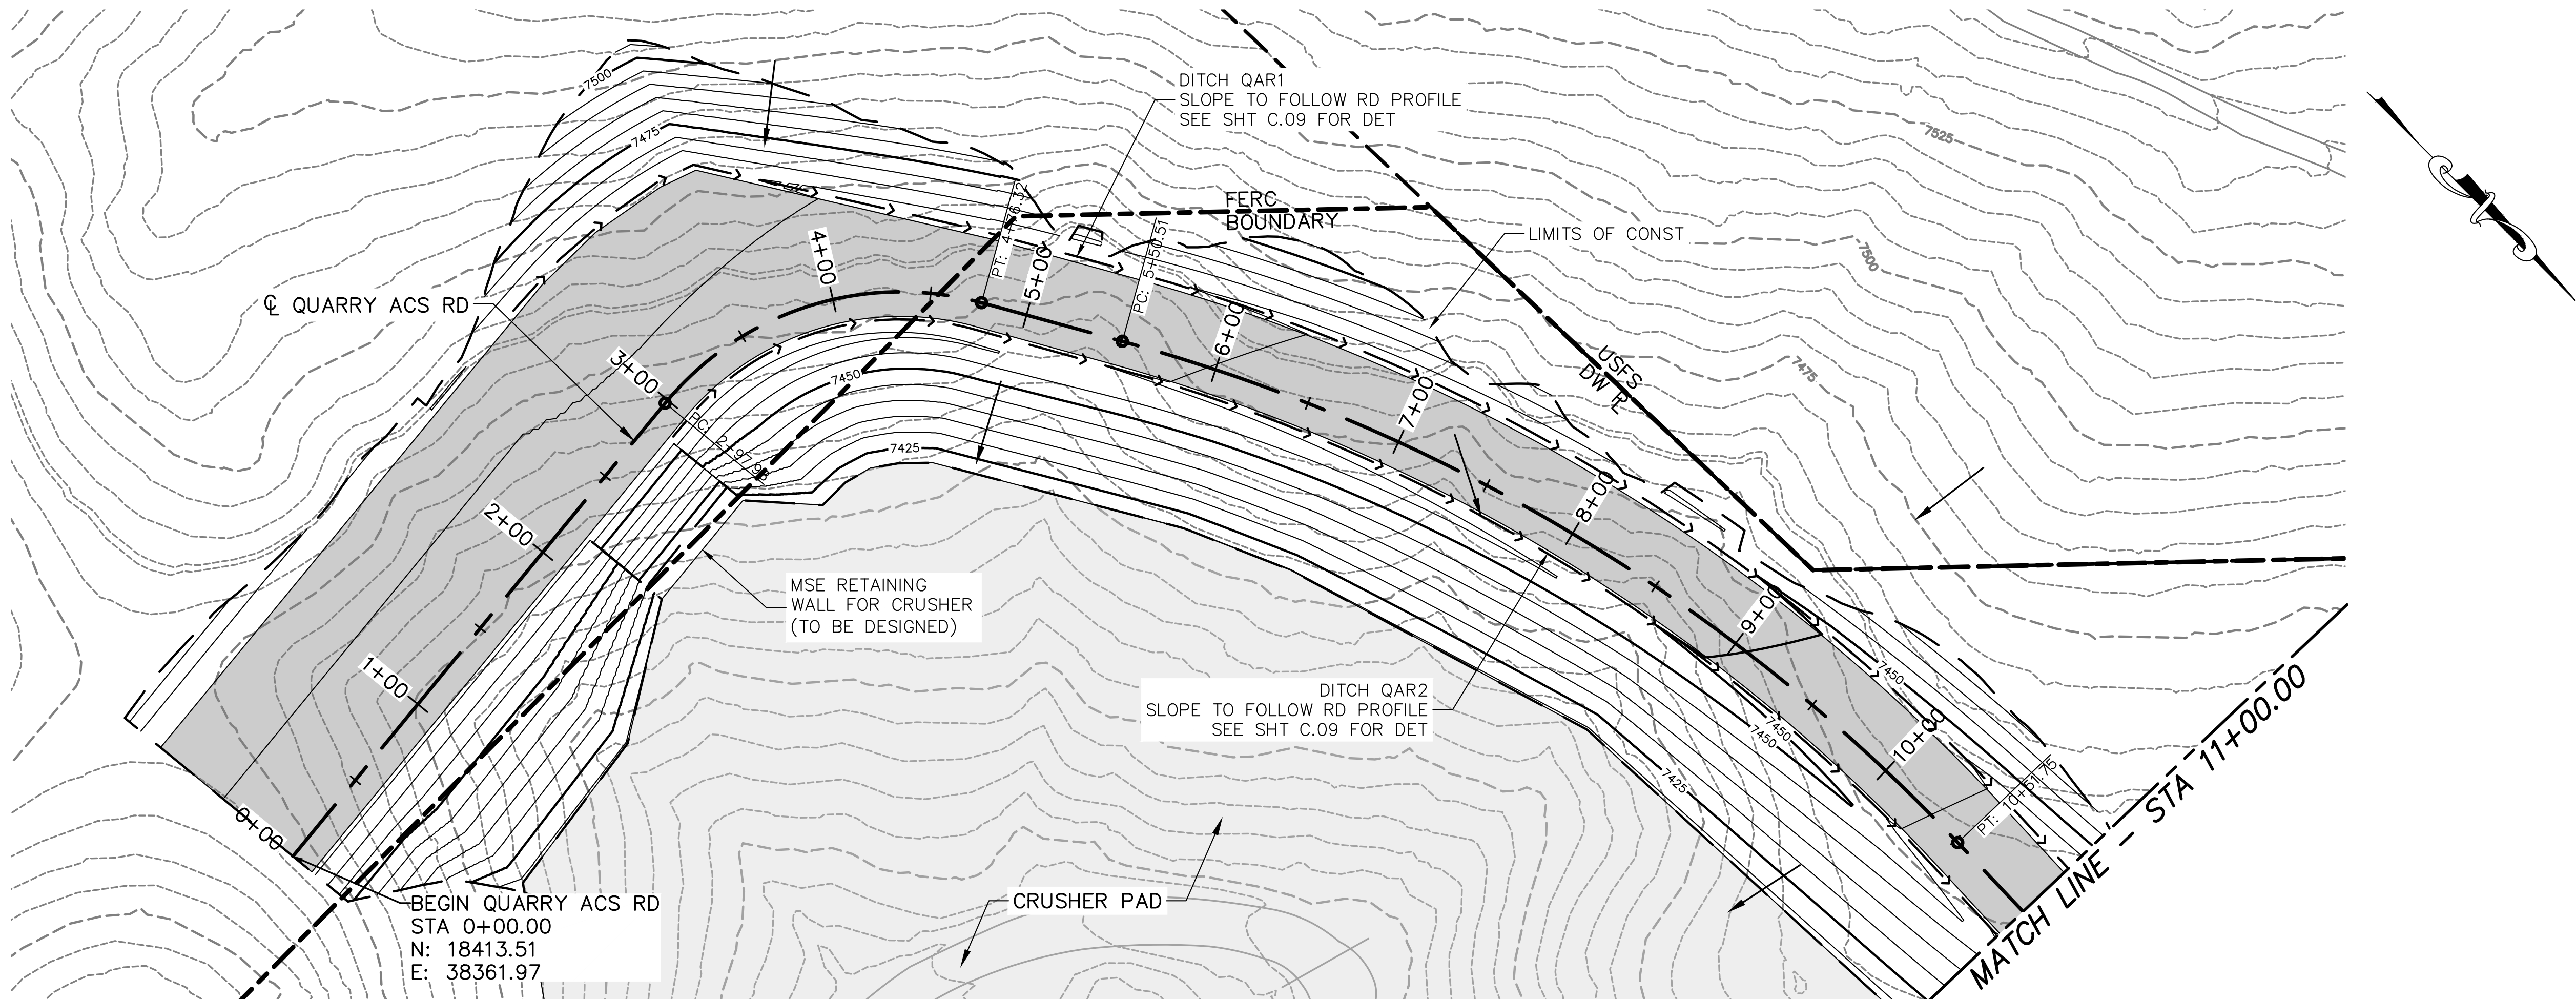 7500
7475
DITCH QAR1
SLOPE TO FOLLOW RD PROFILE
SEE SHT C.09 FOR DET
7525
FERC
BOUNDARY
LIMITS OF CONST
7500
4+00
5+00
PC: 5+50.51
℄ QUARRY ACS RD
3+00
6+00
USFS
DWR
7475
7450
7+00
7425
2+00
8+00
MSE RETAINING
WALL FOR CRUSHER
(TO BE DESIGNED)
9+00
1+00
7450
DITCH QAR2
SLOPE TO FOLLOW RD PROFILE
SEE SHT C.09 FOR DET
7450
7450
10+00
7425
PT: 10+51.75
0+00
MATCH LINE - STA 11+00.00
CRUSHER PAD
BEGIN QUARRY ACS RD
STA 0+00.00
N: 18413.51
E: 38361.97